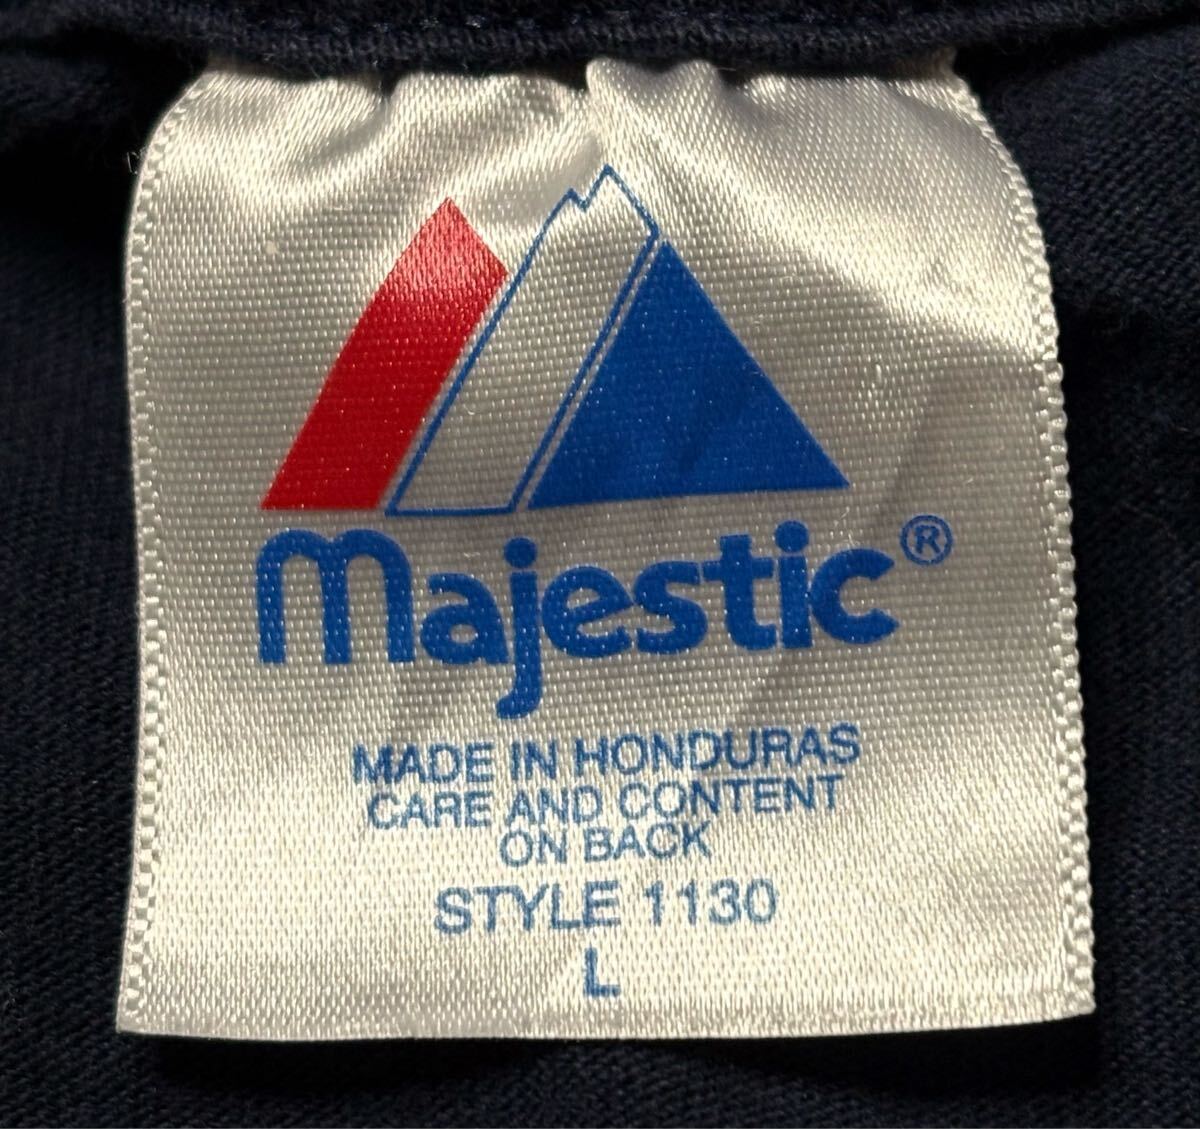 majestic®
MADE IN HONDURAS
CARE AND CONTENT
ON BACK
STYLE 1130
L